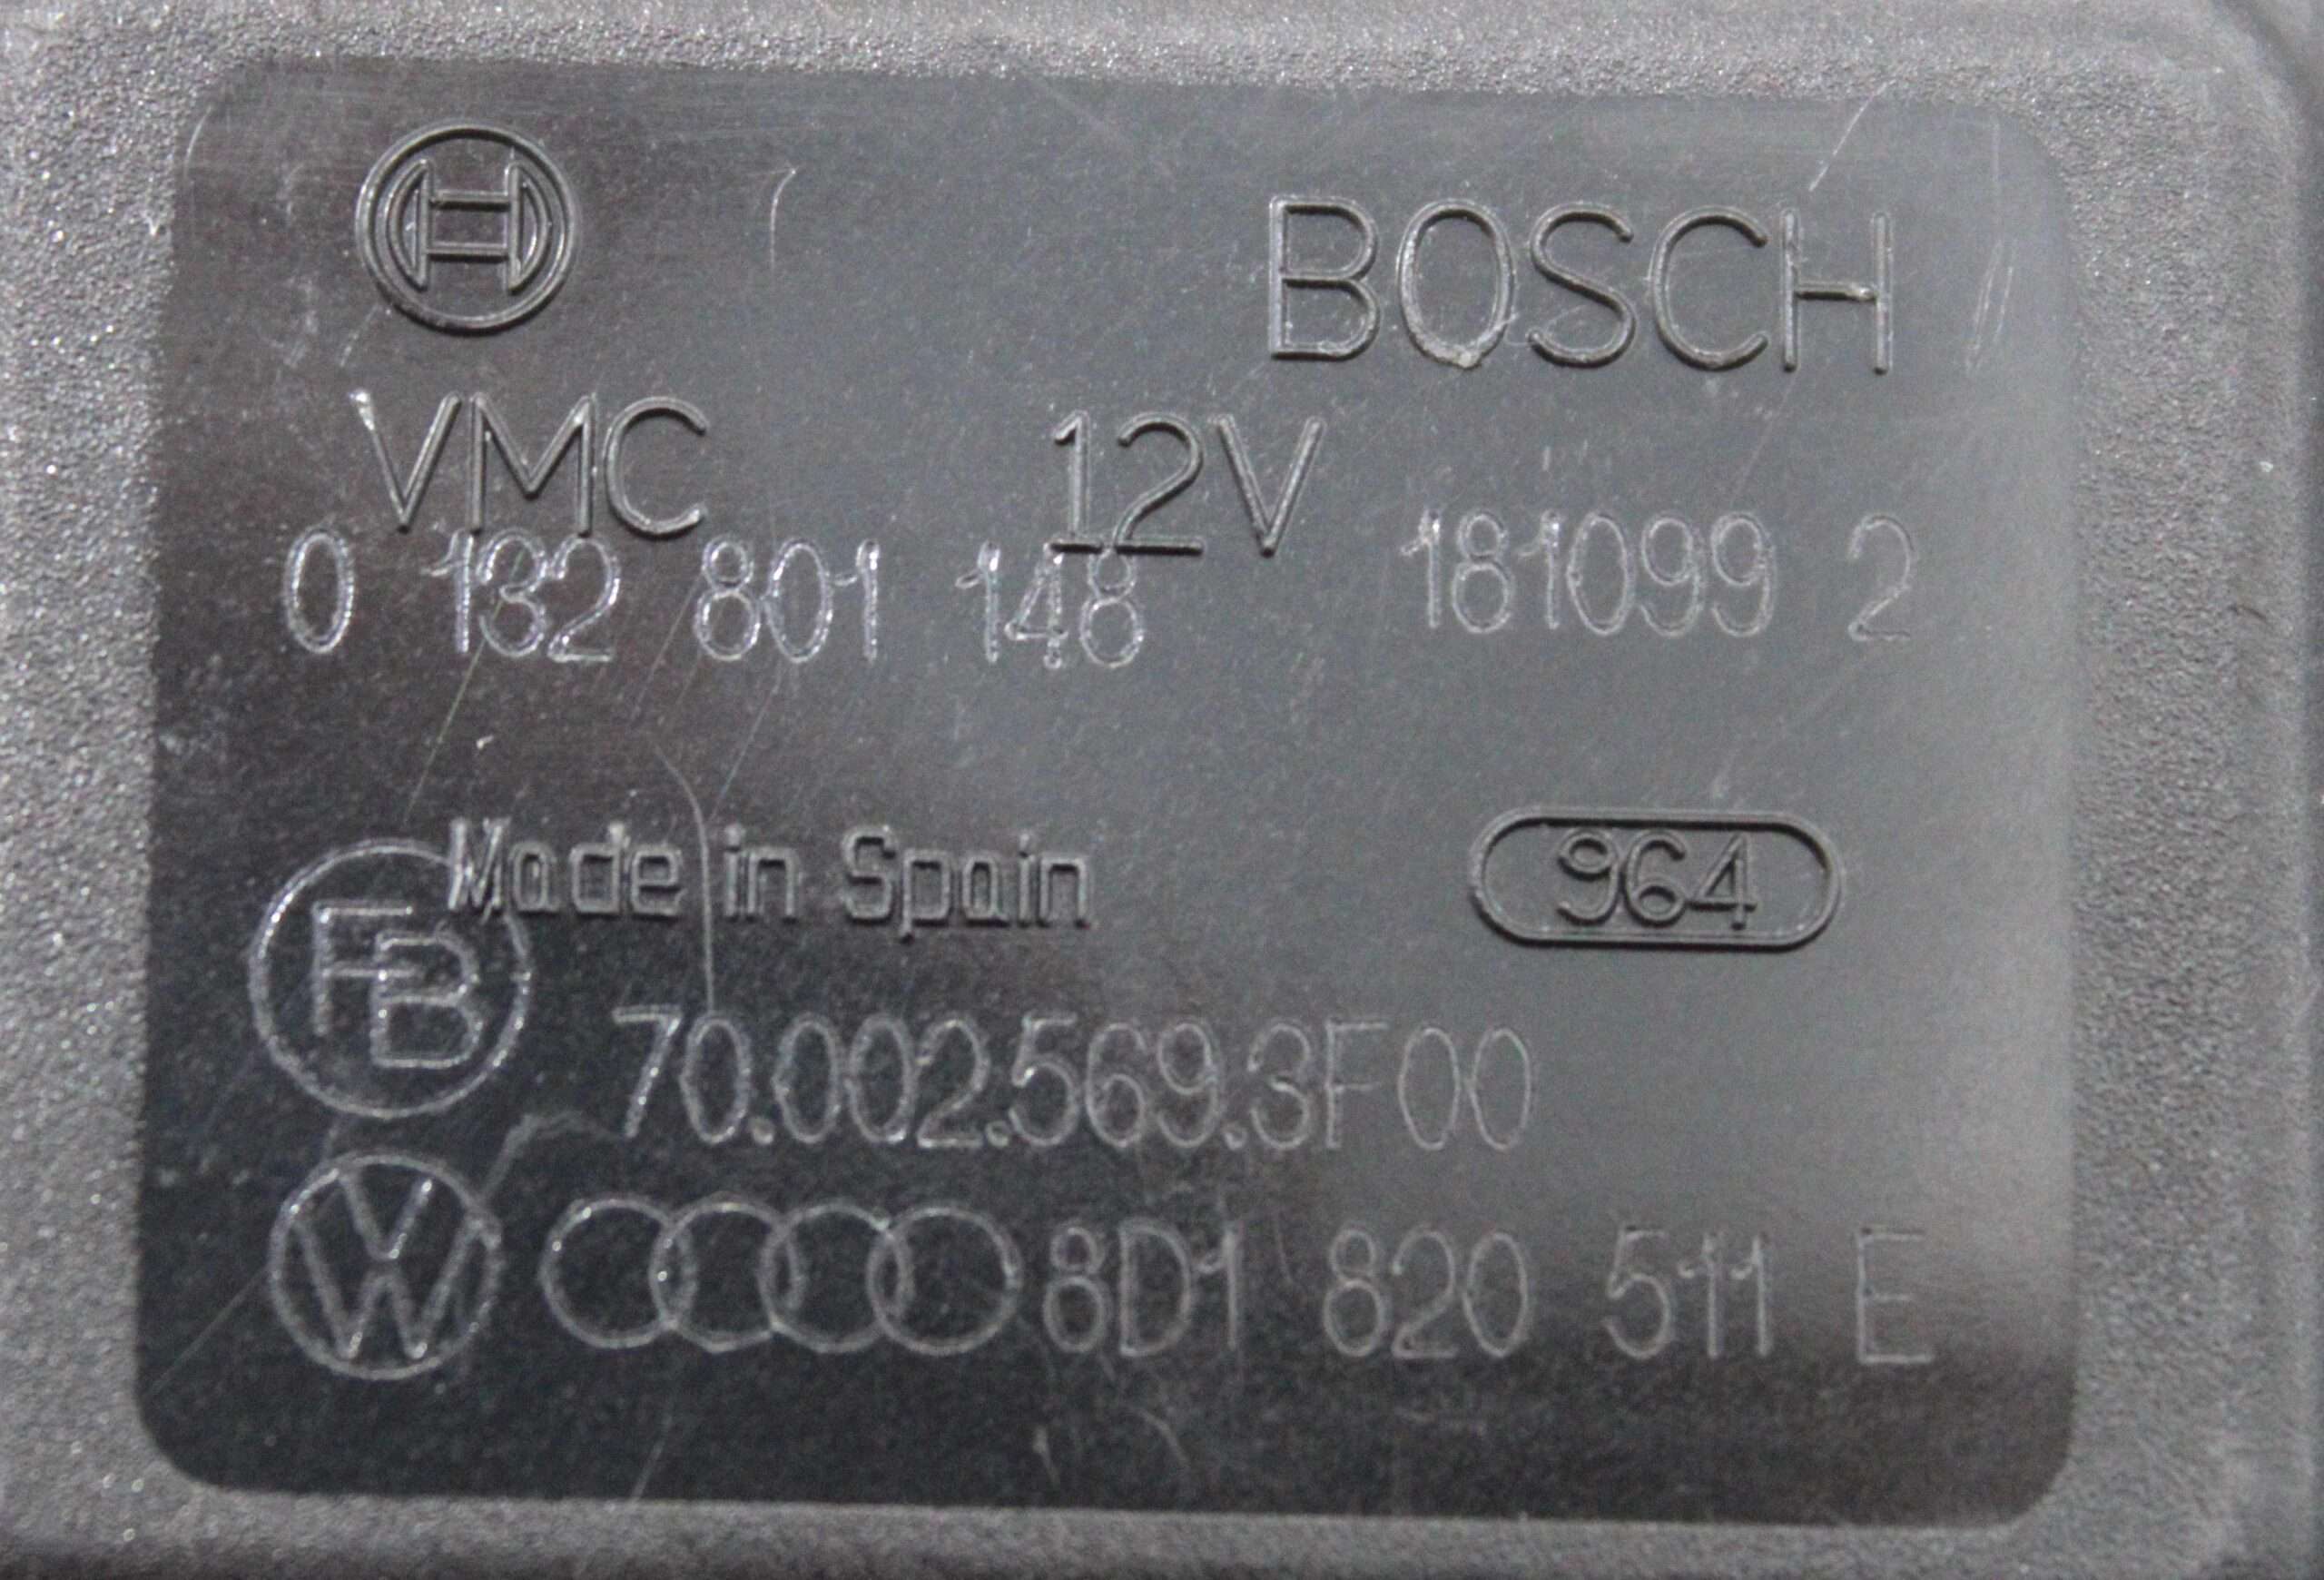 BOSCH
VMC 12V
0 132 801 148 181099 2
Made in Spain 964
FB
70.002.569.3F00
VW 8D1 820 511 E